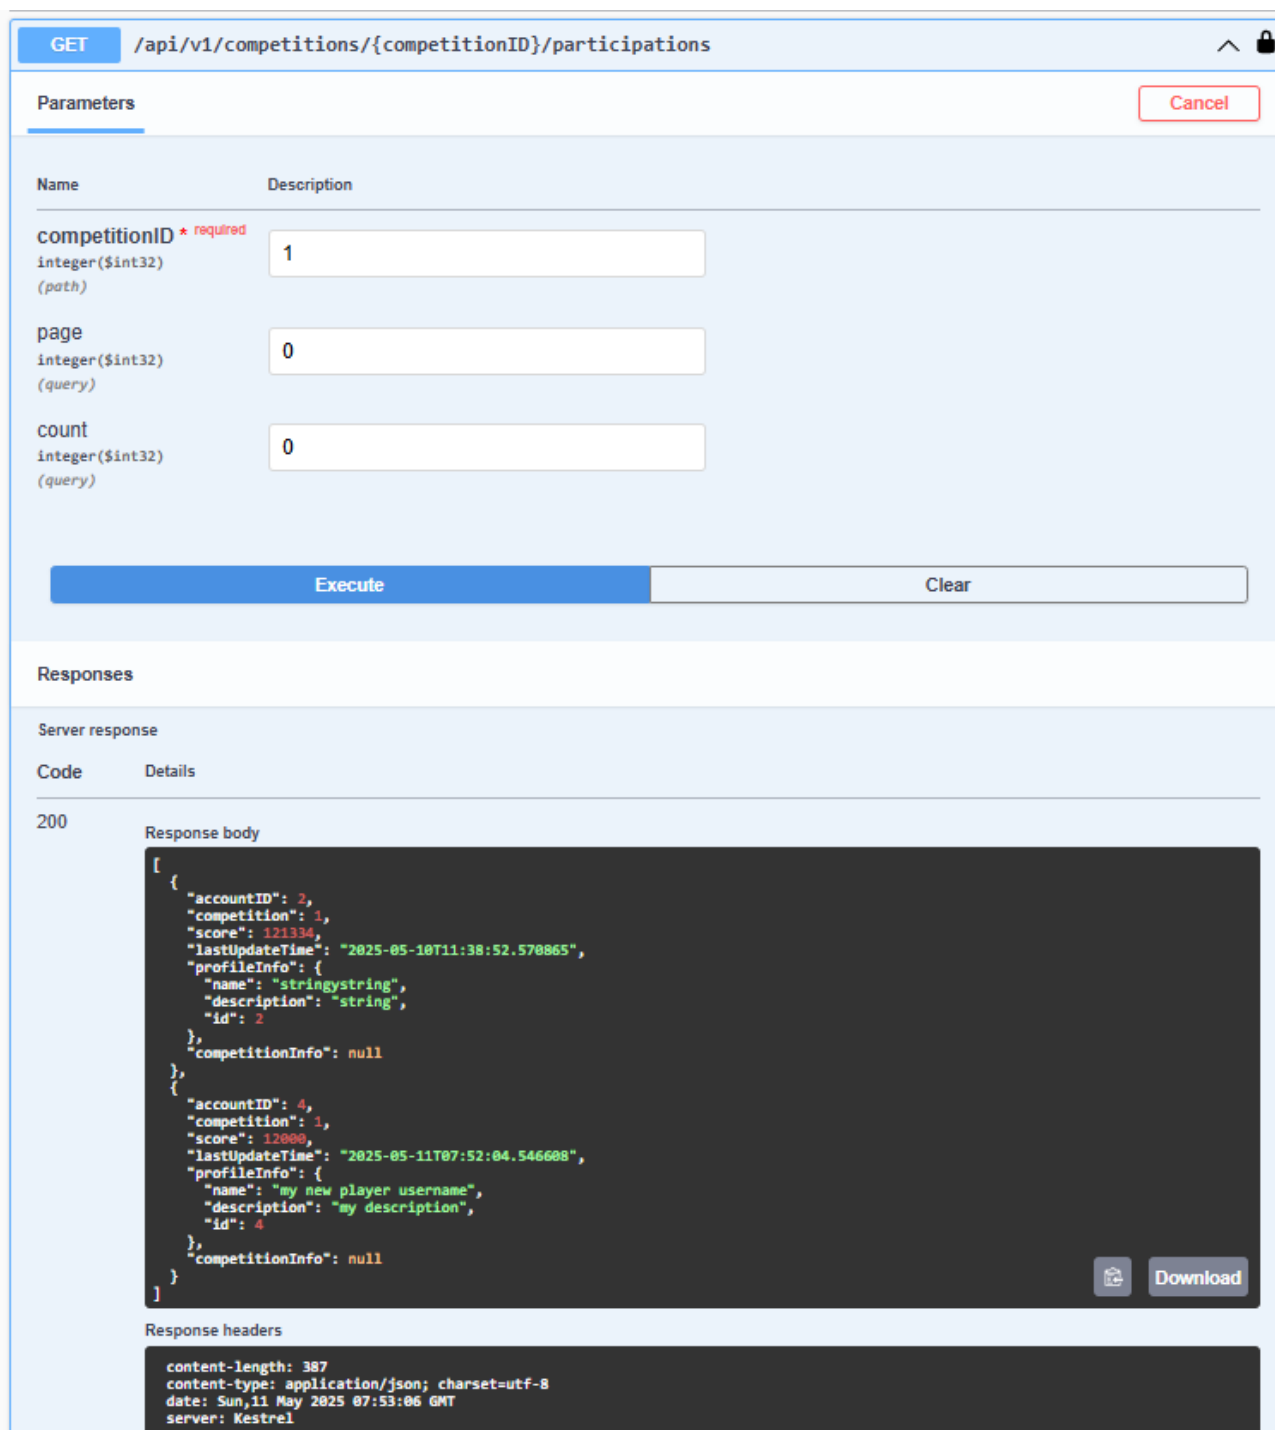 GET /api/v1/competitions/{competitionID}/participations
Parameters Cancel
Name Description
competitionID * required
integer($int32)
(path)
1
page
integer($int32)
(query)
0
count
integer($int32)
(query)
0
Execute Clear
Responses
Server response
Code Details
200
Response body
[
  {
    "accountID": 2,
    "competition": 1,
    "score": 121334,
    "lastUpdateTime": "2025-05-10T11:38:52.570865",
    "profileInfo": {
      "name": "stringystring",
      "description": "string",
      "id": 2
    },
    "competitionInfo": null
  },
  {
    "accountID": 4,
    "competition": 1,
    "score": 12000,
    "lastUpdateTime": "2025-05-11T07:52:04.546608",
    "profileInfo": {
      "name": "my new player username",
      "description": "my description",
      "id": 4
    },
    "competitionInfo": null
  }
]
Download
Response headers
content-length: 387
content-type: application/json; charset=utf-8
date: Sun,11 May 2025 07:53:06 GMT
server: Kestrel